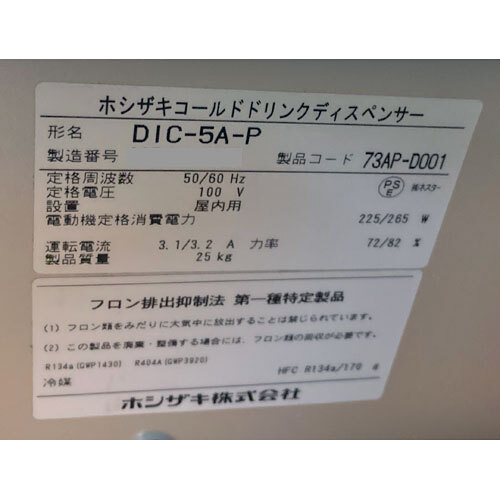 ホシザキコールドドリンクディスペンサー
形名 DIC-5A-P
製造番号 製品コード 73AP-D001
定格周波数 50/60 Hz PS E ㈱ネスター
定格電圧 100 V
設置 屋内用
電動機定格消費電力 225/265 W
運転電流 3.1/3.2 A 力率 72/82 %
製品質量 25 kg
フロン排出抑制法 第一種特定製品
(1) フロン類をみだりに大気中に放出することは禁じられています。
(2) この製品を廃棄・整備する場合には、フロン類の回収が必要です。
R134a(GWP1430) R404A(GWP3920)
冷媒 HFC R134a/170 g
ホシザキ株式会社